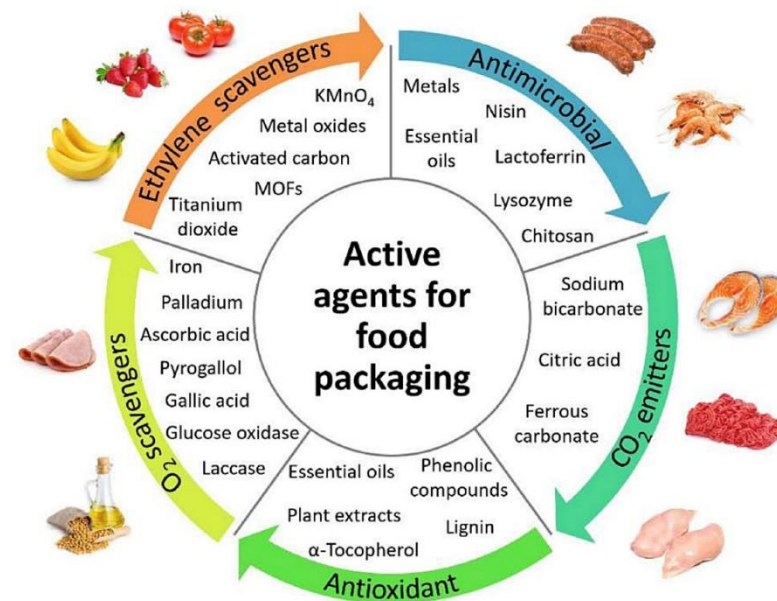 Active
agents for
food
packaging
Antimicrobial
Metals
Nisin
Essential
oils
Lactoferrin
Lysozyme
Chitosan
CO₂ emitters
Sodium
bicarbonate
Citric acid
Ferrous
carbonate
Antioxidant
Essential oils
Phenolic
compounds
Plant extracts
Lignin
α-Tocopherol
O₂ scavengers
Iron
Palladium
Ascorbic acid
Pyrogallol
Gallic acid
Glucose oxidase
Laccase
Ethylene scavengers
KMnO₄
Metal oxides
Activated carbon
MOFs
Titanium
dioxide